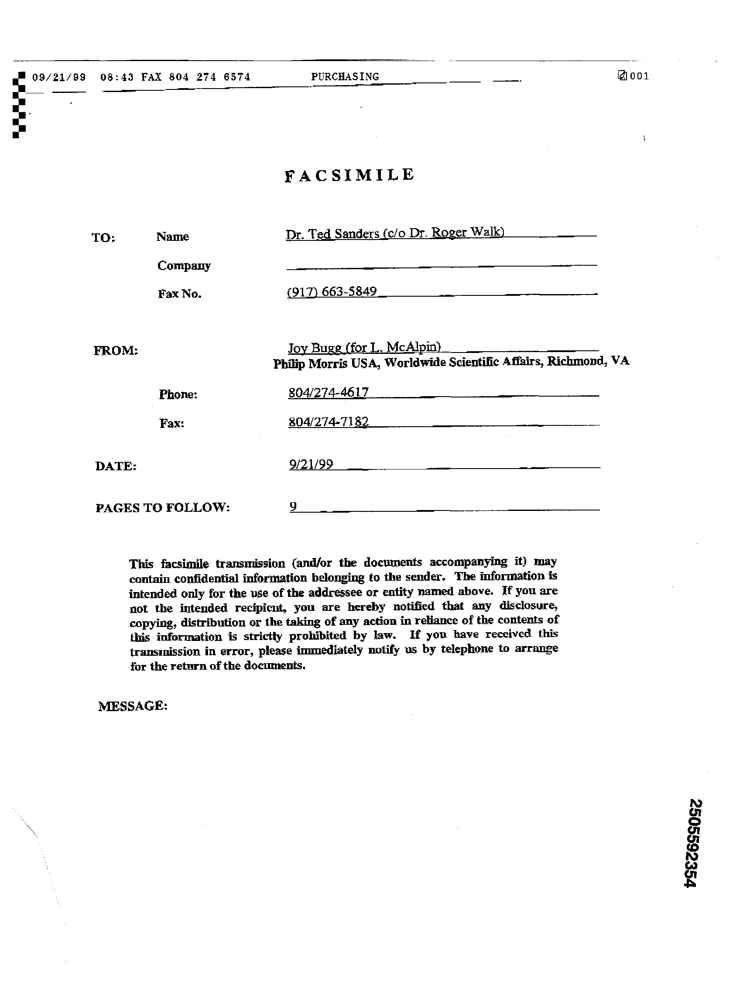 09/21/99 08:43 FAX 804 274 6574 PURCHASING 001
FACSIMILE
TO: Name Dr. Ted Sanders (c/o Dr. Roger Walk)
Company
Fax No. (917) 663-5849
FROM: Joy Bugg (for L. McAlpin)
Philip Morris USA, Worldwide Scientific Affairs, Richmond, VA
Phone: 804/274-4617
Fax: 804/274-7182
DATE: 9/21/99
PAGES TO FOLLOW: 9
This facsimile transmission (and/or the documents accompanying it) may
contain confidential information belonging to the sender. The information is
intended only for the use of the addressee or entity named above. If you are
not the intended recipient, you are hereby notified that any disclosure,
copying, distribution or the taking of any action in reliance of the contents of
this information is strictly prohibited by law. If you have received this
transmission in error, please immediately notify us by telephone to arrange
for the return of the documents.
MESSAGE:
2505592354